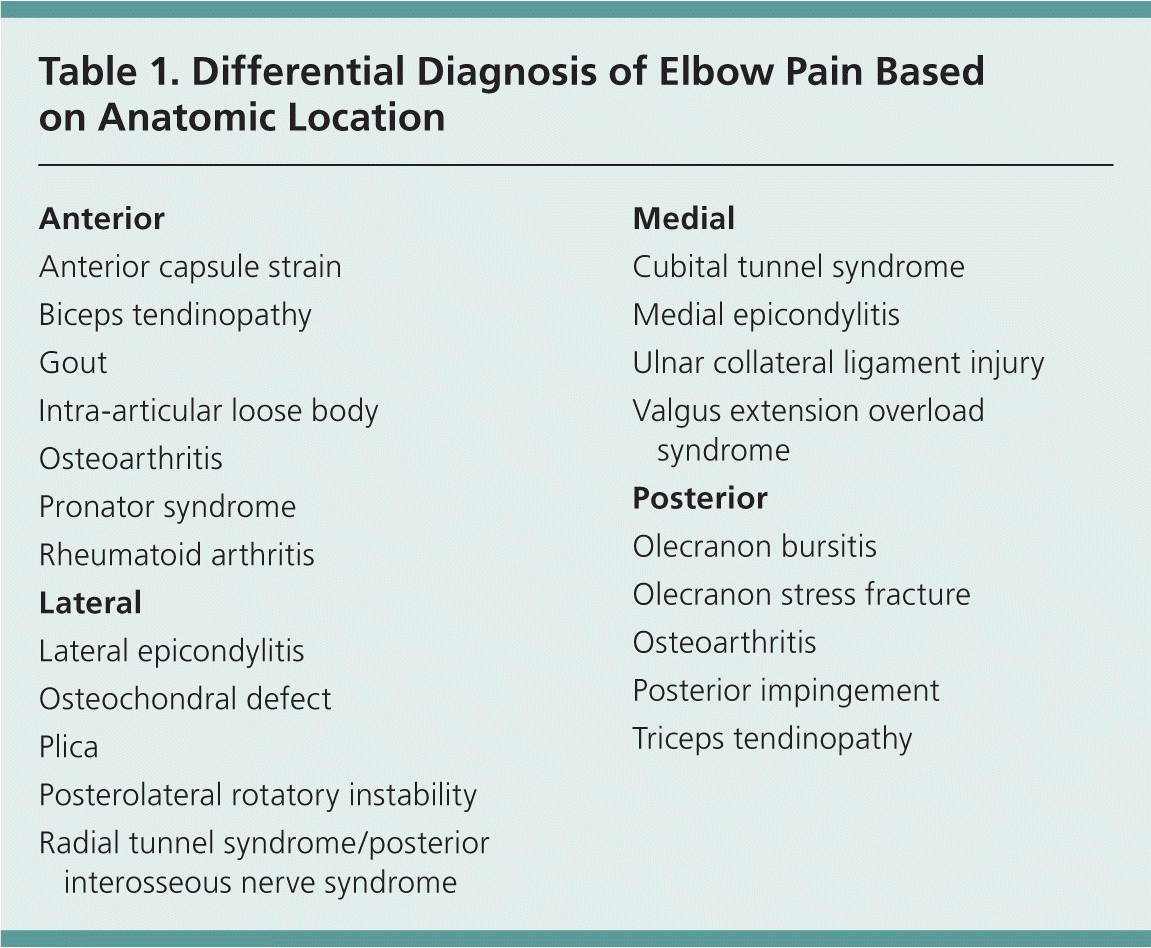 Table 1. Differential Diagnosis of Elbow Pain Based
on Anatomic Location
Anterior
Anterior capsule strain
Biceps tendinopathy
Gout
Intra-articular loose body
Osteoarthritis
Pronator syndrome
Rheumatoid arthritis
Lateral
Lateral epicondylitis
Osteochondral defect
Plica
Posterolateral rotatory instability
Radial tunnel syndrome/posterior
interosseous nerve syndrome
Medial
Cubital tunnel syndrome
Medial epicondylitis
Ulnar collateral ligament injury
Valgus extension overload
syndrome
Posterior
Olecranon bursitis
Olecranon stress fracture
Osteoarthritis
Posterior impingement
Triceps tendinopathy